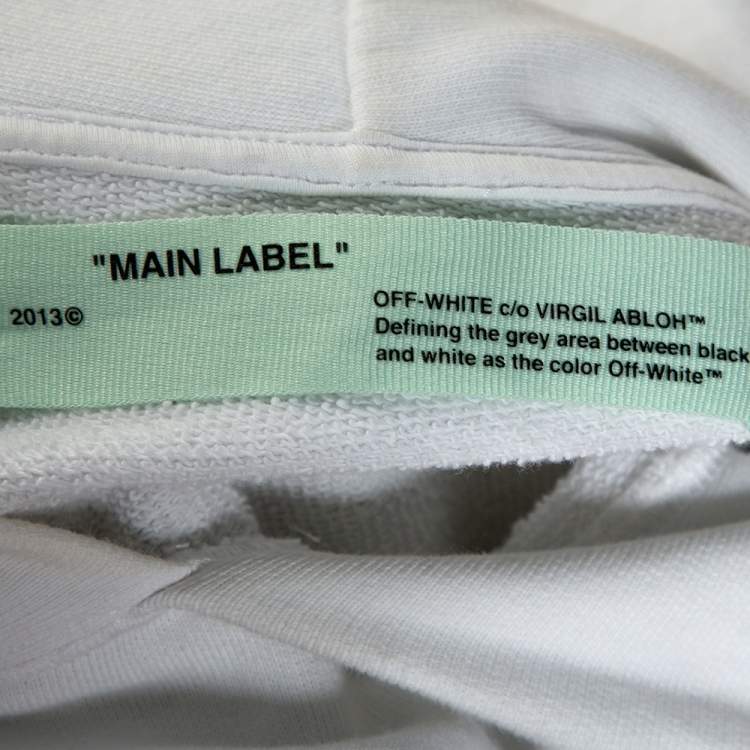 "MAIN LABEL"
2013©
OFF-WHITE c/o VIRGIL ABLOH™
Defining the grey area between black
and white as the color Off-White™